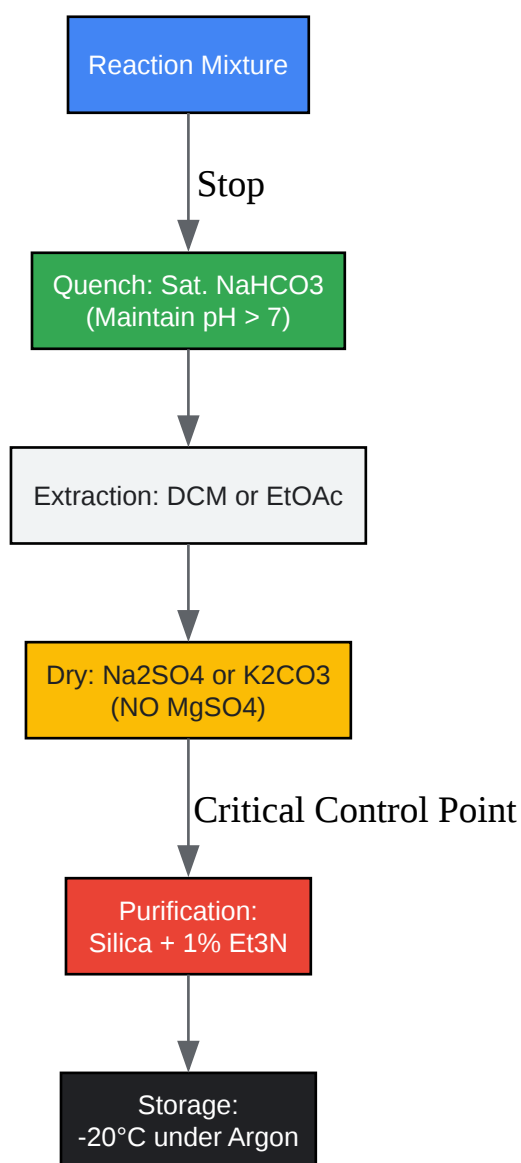 Reaction Mixture
Stop
Quench: Sat. NaHCO3
(Maintain pH > 7)
Extraction: DCM or EtOAc
Dry: Na2SO4 or K2CO3
(NO MgSO4)
Critical Control Point
Purification:
Silica + 1% Et3N
Storage:
-20°C under Argon